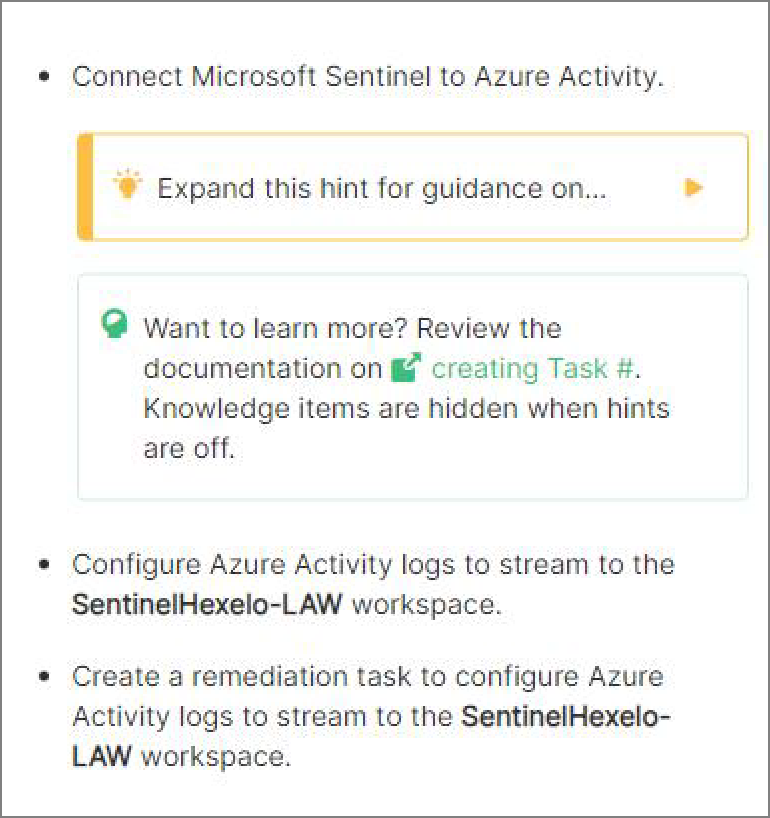 Connect Microsoft Sentinel to Azure Activity.
Expand this hint for guidance on...
Want to learn more? Review the
documentation on creating Task #.
Knowledge items are hidden when hints
are off.
Configure Azure Activity logs to stream to the
SentinelHexelo-LAW workspace.
Create a remediation task to configure Azure
Activity logs to stream to the SentinelHexelo-
LAW workspace.